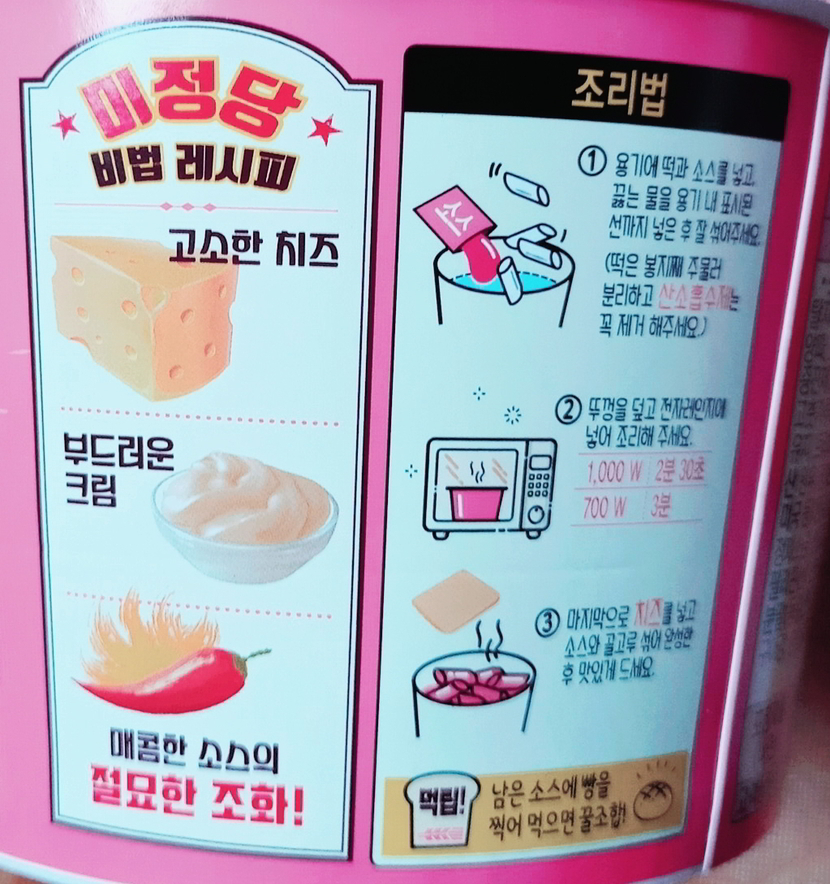 미정당
비법 레시피
고소한 치즈
부드러운
크림
매콤한 소스의
절묘한 조화!
조리법
소스
① 용기에 떡과 소스를 넣고,
끓는 물을 용기 내 표시된
선까지 넣은 후 잘 섞어주세요.
(떡은 봉지째 주물러
분리하고 산소흡수제는
꼭 제거 해주세요.)
② 뚜껑을 덮고 전자레인지에
넣어 조리해 주세요.
1,000 W 2분 30초
700 W 3분
③ 마지막으로 치즈를 넣고
소스와 골고루 섞어 완성한
후 맛있게 드세요.
먹팁!
남은 소스에 빵을
찍어 먹으면 꿀조합!